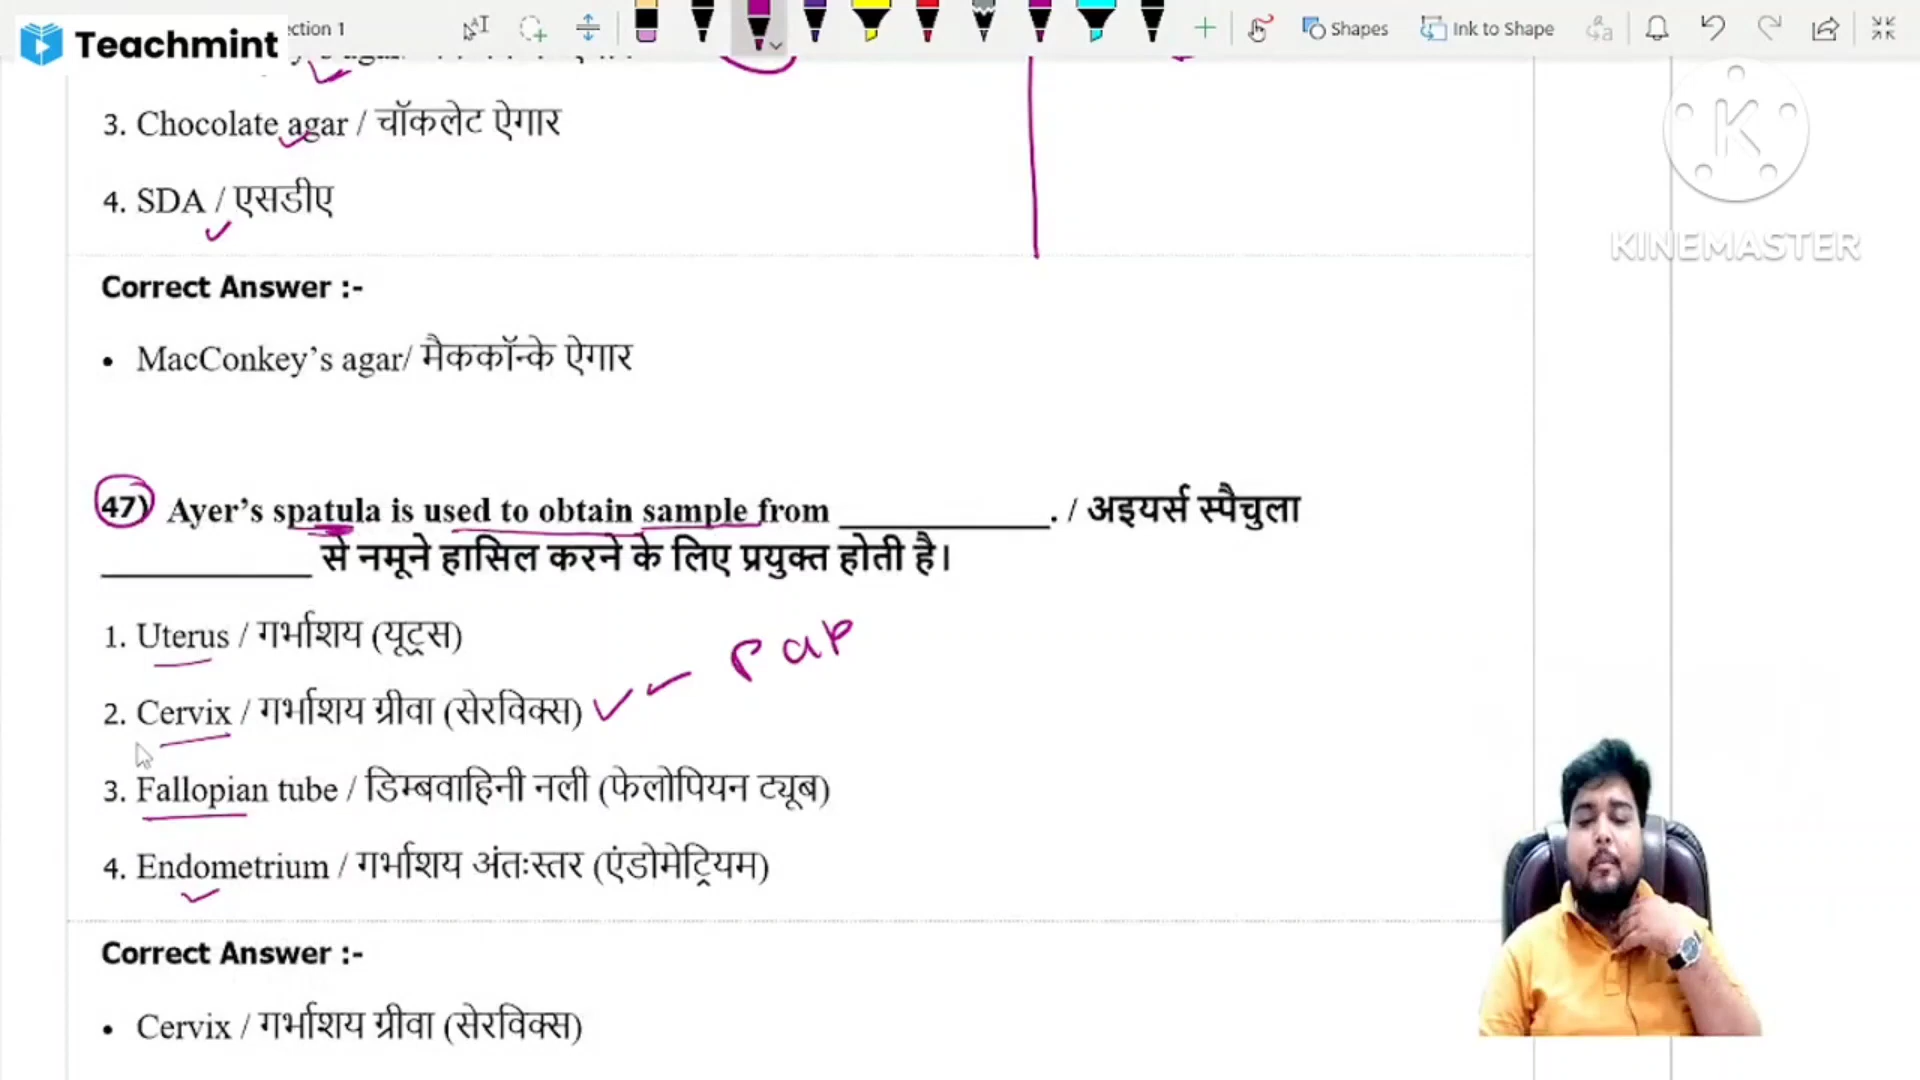 Teachmint
ection 1
Shapes
Ink to Shape
3. Chocolate agar / चॉकलेट ऐगार
4. SDA / एसडीए
KINEMASTER
Correct Answer :-
• MacConkey’s agar/ मैककॉन्के ऐगार
47) Ayer’s spatula is used to obtain sample from ____________. / अइयर्स स्पैचुला
____________ से नमूने हासिल करने के लिए प्रयुक्त होती है।
1. Uterus / गर्भाशय (यूट्रस)
pap
2. Cervix / गर्भाशय ग्रीवा (सेरविक्स)
3. Fallopian tube / डिम्बवाहिनी नली (फेलोपियन ट्यूब)
4. Endometrium / गर्भाशय अंतःस्तर (एंडोमेट्रियम)
Correct Answer :-
• Cervix / गर्भाशय ग्रीवा (सेरविक्स)